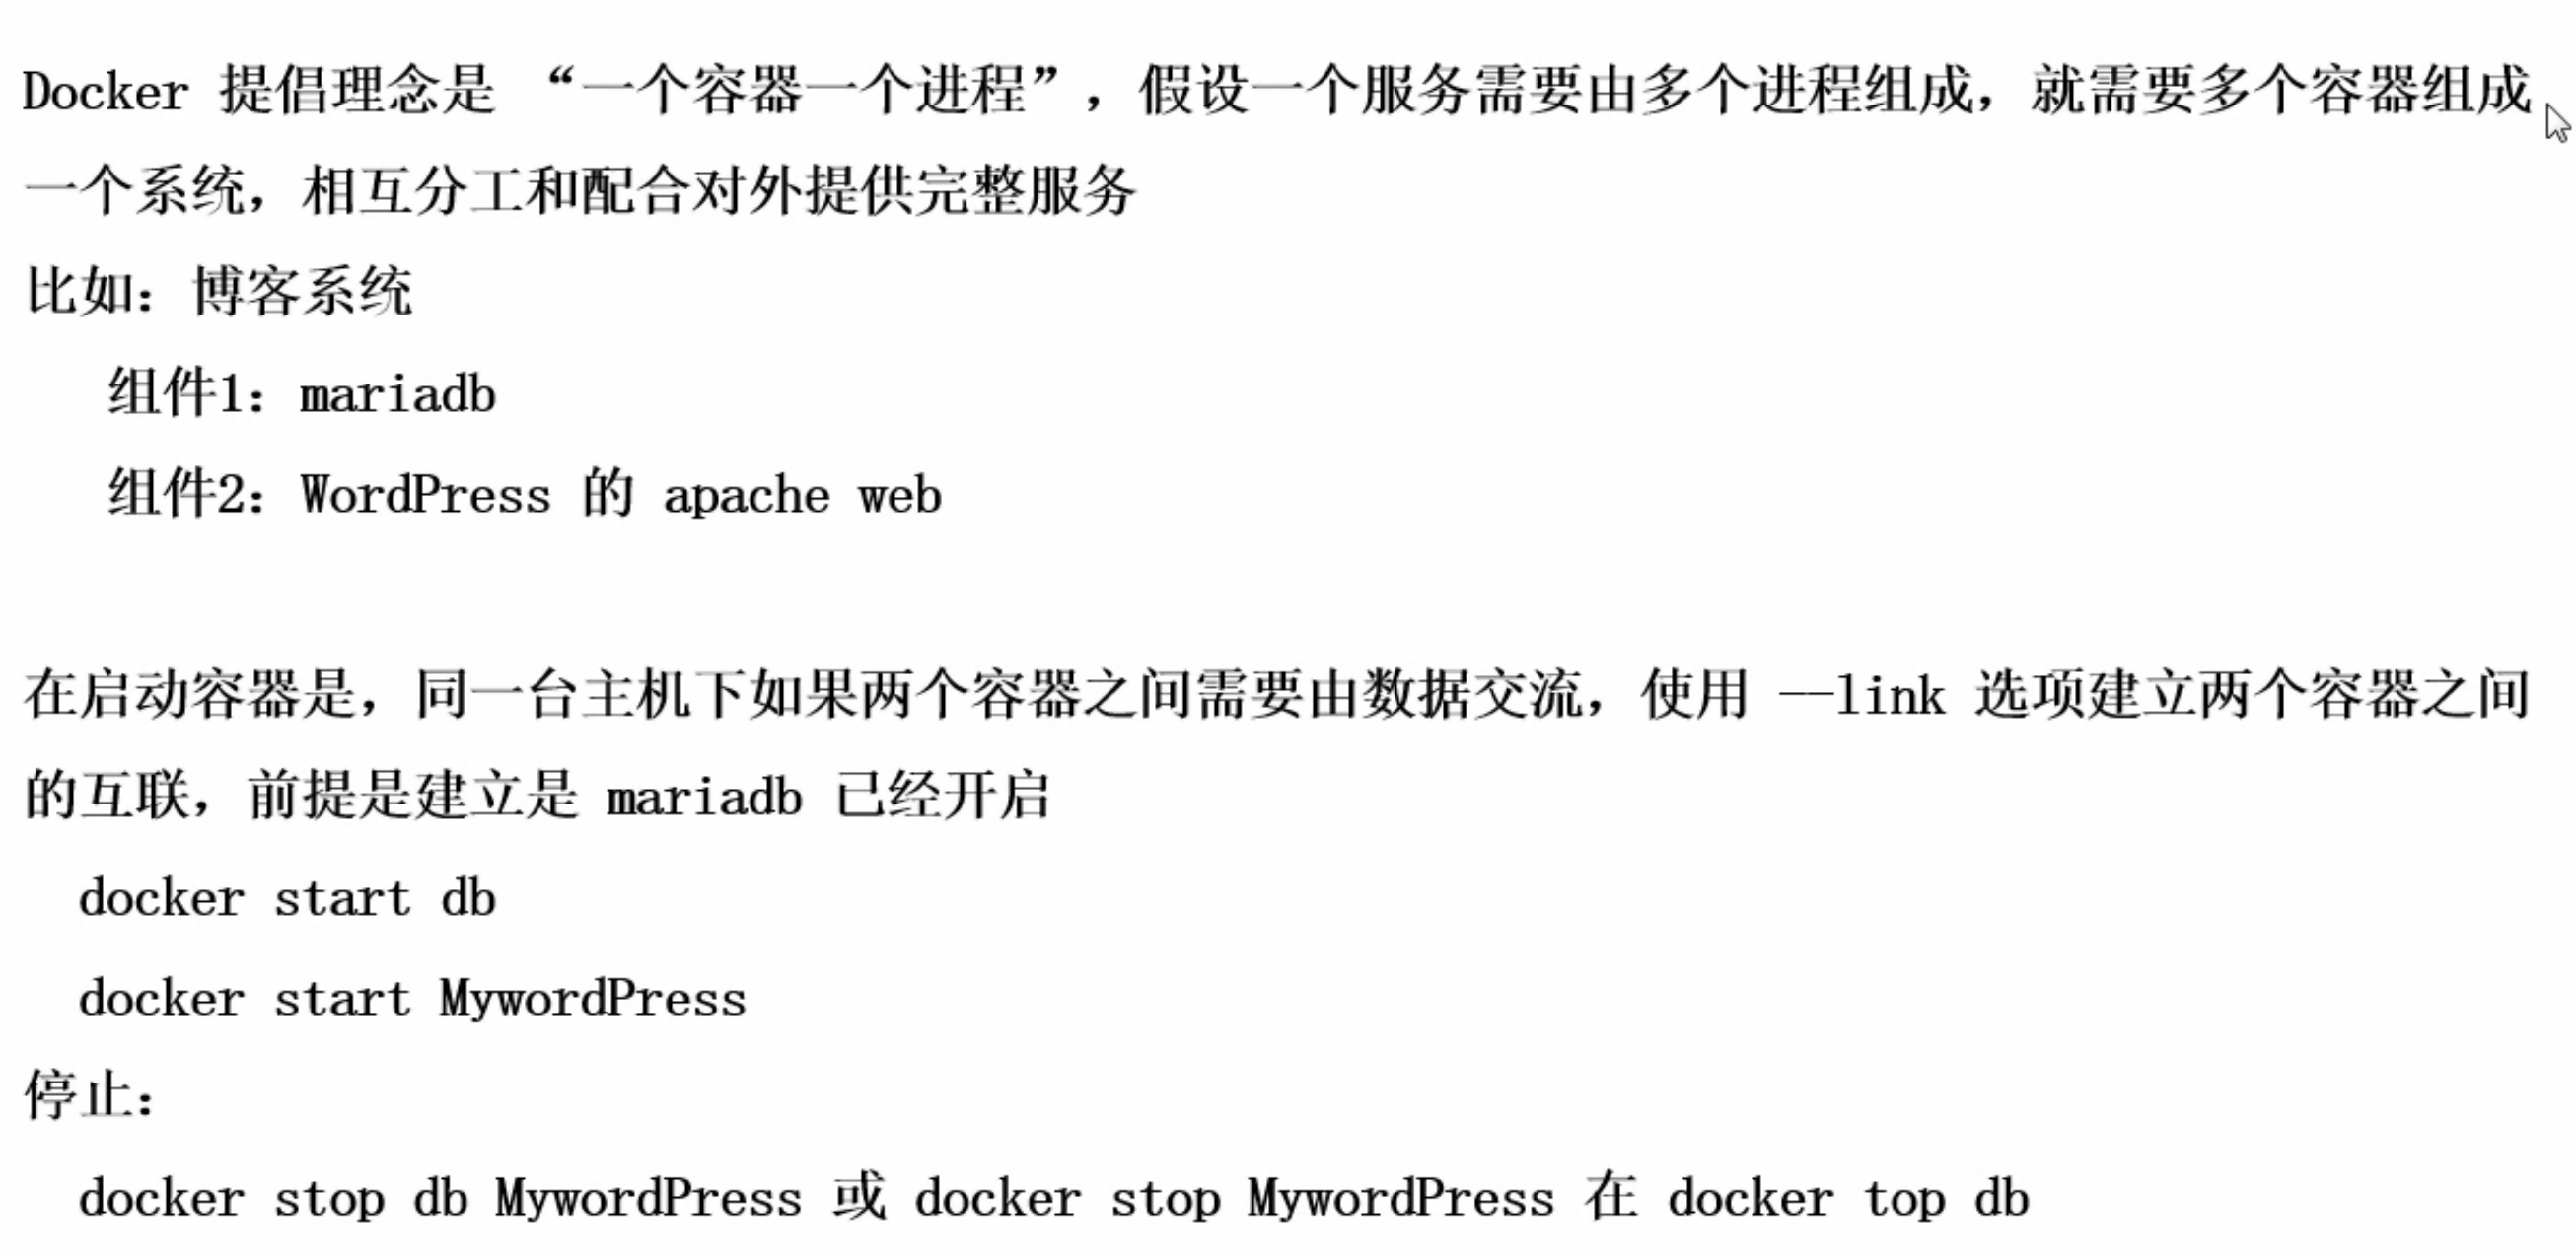 Docker 提倡理念是 “一个容器一个进程”，假设一个服务需要由多个进程组成，就需要多个容器组成
一个系统，相互分工和配合对外提供完整服务
比如：博客系统
组件1：mariadb
组件2：WordPress 的 apache web
在启动容器是，同一台主机下如果两个容器之间需要由数据交流，使用 --link 选项建立两个容器之间
的互联，前提是建立是 mariadb 已经开启
docker start db
docker start MywordPress
停止：
docker stop db MywordPress 或 docker stop MywordPress 在 docker top db